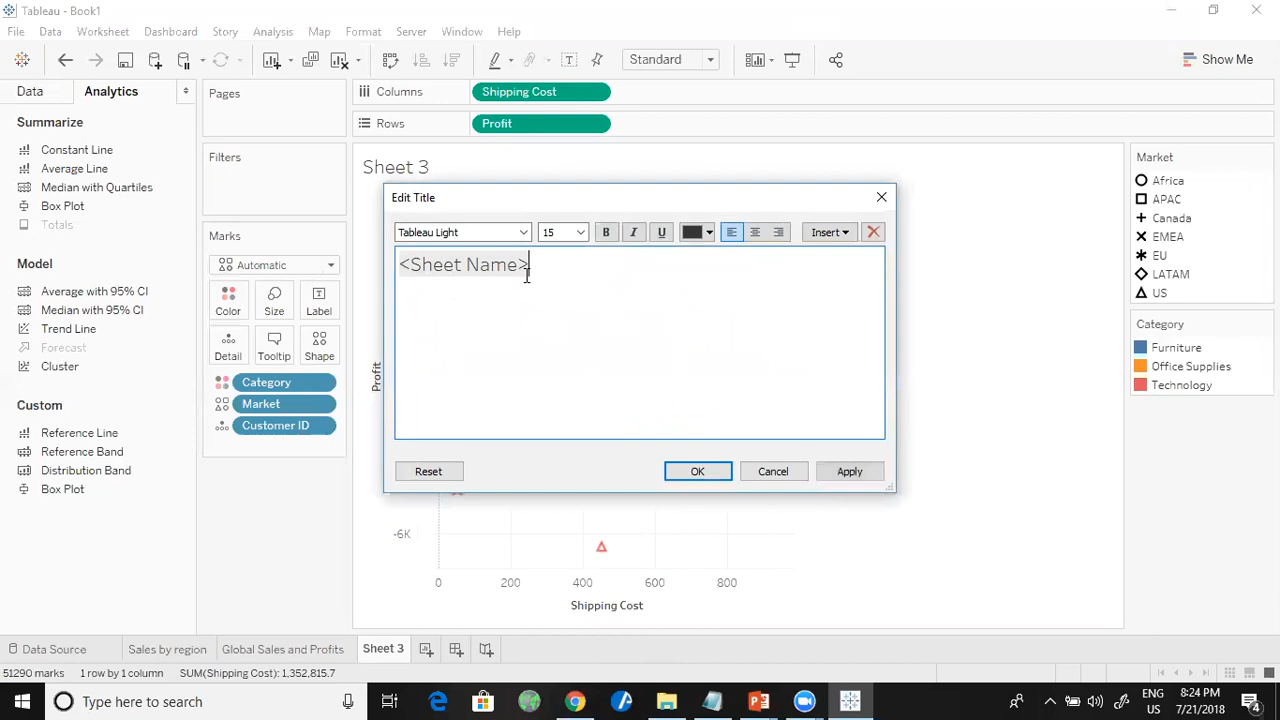 Tableau - Book1
File Data Worksheet Dashboard Story Analysis Map Format Server Window Help
Standard
Show Me
Data Analytics
Summarize
Constant Line
Average Line
Median with Quartiles
Box Plot
Totals
Model
Average with 95% CI
Median with 95% CI
Trend Line
Forecast
Cluster
Custom
Reference Line
Reference Band
Distribution Band
Box Plot
Pages
Filters
Marks
Automatic
Color Size Label
Detail Tooltip Shape
Category
Market
Customer ID
Columns Shipping Cost
Rows Profit
Sheet 3
Edit Title
Tableau Light 15 B I U Insert
<Sheet Name>
Reset OK Cancel Apply
Profit
-6K
0 200 400 600 800
Shipping Cost
Market
Africa
APAC
Canada
EMEA
EU
LATAM
US
Category
Furniture
Office Supplies
Technology
Data Source Sales by region Global Sales and Profits Sheet 3
51290 marks 1 row by 1 column SUM(Shipping Cost): 1,352,815.7
Type here to search
ENG
US
8:24 PM
7/21/2018
4